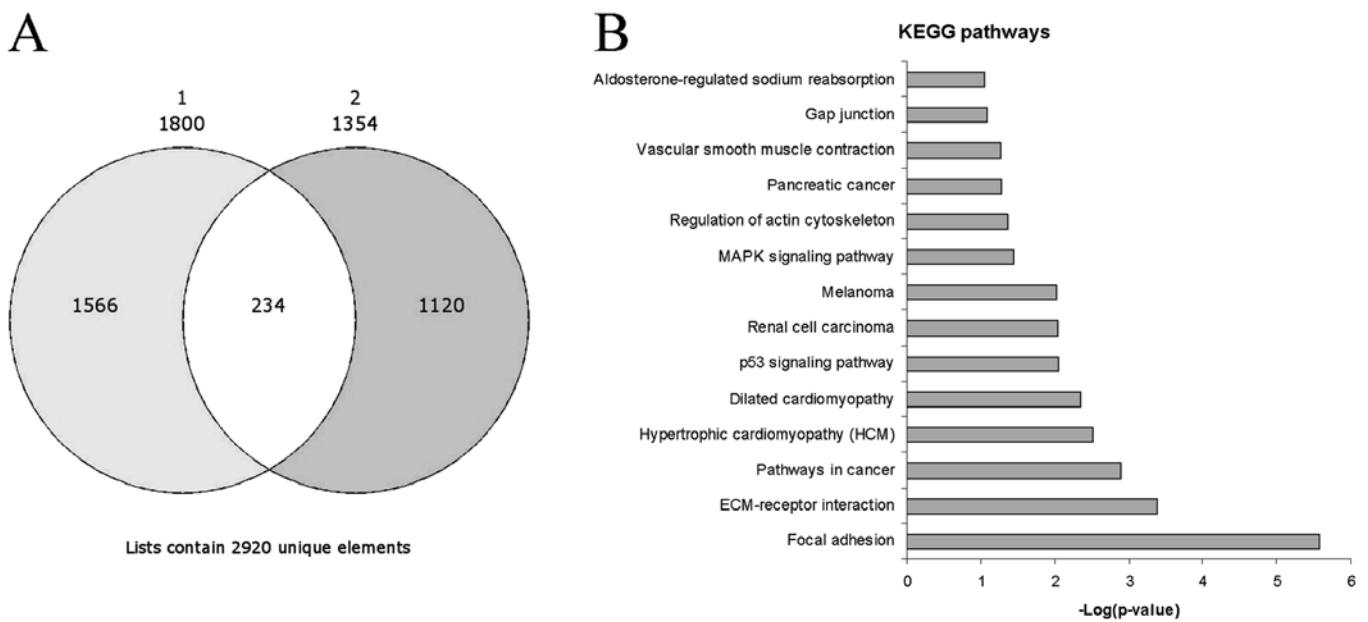 A
1
1800
2
1354
1566
234
1120
Lists contain 2920 unique elements
B
KEGG pathways
Aldosterone-regulated sodium reabsorption
Gap junction
Vascular smooth muscle contraction
Pancreatic cancer
Regulation of actin cytoskeleton
MAPK signaling pathway
Melanoma
Renal cell carcinoma
p53 signaling pathway
Dilated cardiomyopathy
Hypertrophic cardiomyopathy (HCM)
Pathways in cancer
ECM-receptor interaction
Focal adhesion
0 1 2 3 4 5 6
-Log(p-value)